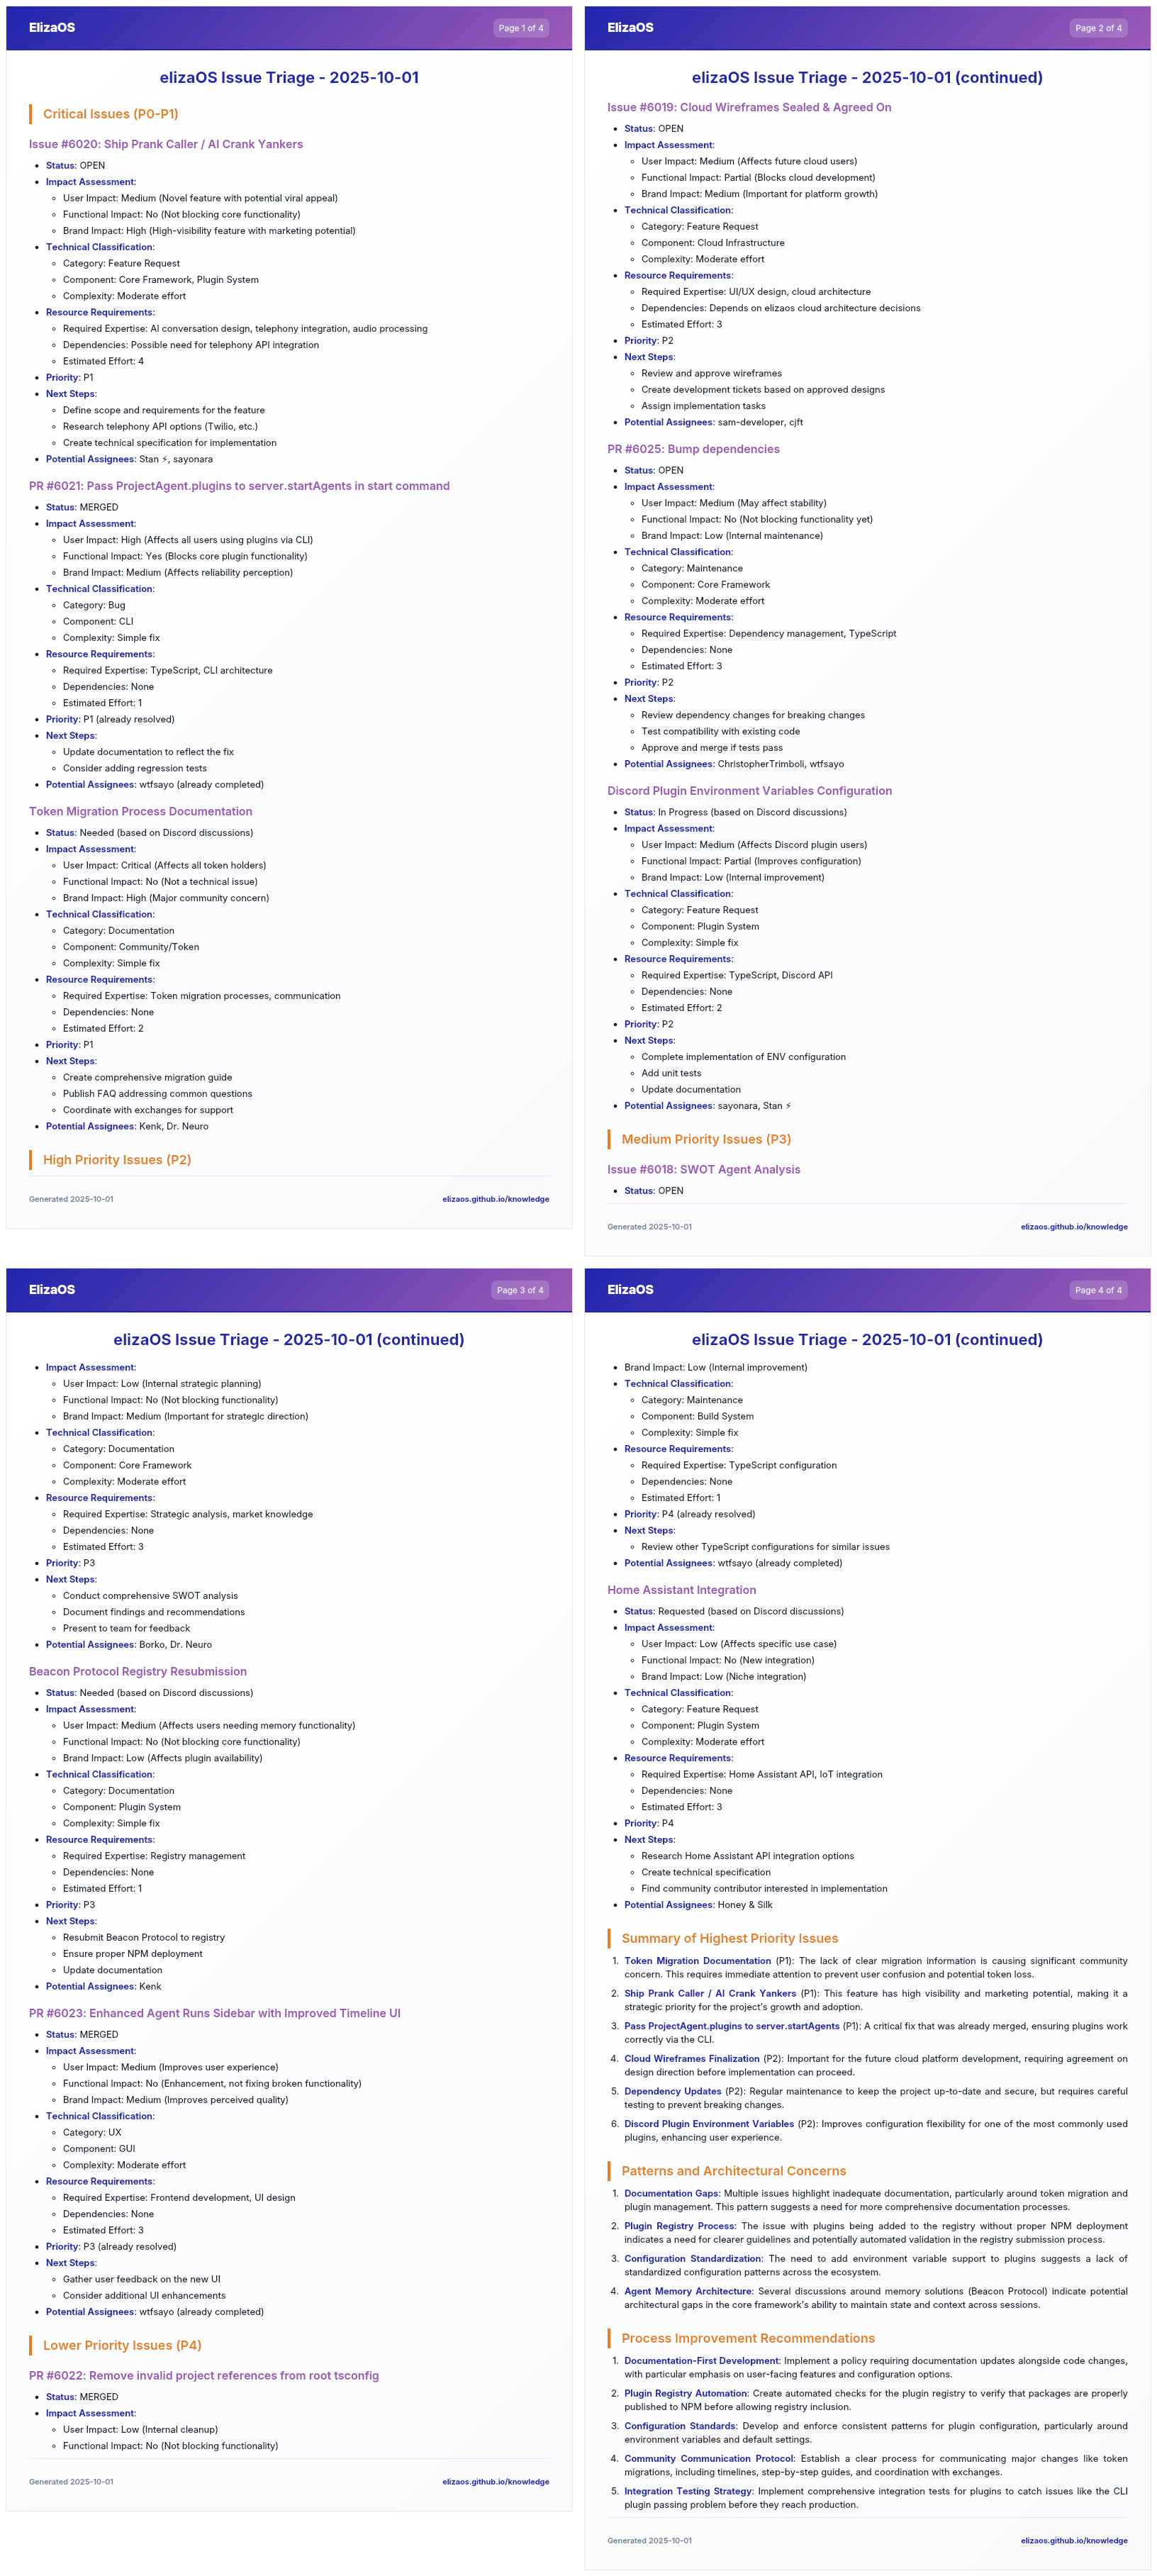 ElizaOS
Page 1 of 4
elizaOS Issue Triage - 2025-10-01
Critical Issues (P0-P1)
Issue #6020: Ship Prank Caller / AI Crank Yankers
• Status: OPEN
• Impact Assessment:
◦ User Impact: Medium (Novel feature with potential viral appeal)
◦ Functional Impact: No (Not blocking core functionality)
◦ Brand Impact: High (High-visibility feature with marketing potential)
• Technical Classification:
◦ Category: Feature Request
◦ Component: Core Framework, Plugin System
◦ Complexity: Moderate effort
• Resource Requirements:
◦ Required Expertise: AI conversation design, telephony integration, audio processing
◦ Dependencies: Possible need for telephony API integration
◦ Estimated Effort: 4
• Priority: P1
• Next Steps:
◦ Define scope and requirements for the feature
◦ Research telephony API options (Twilio, etc.)
◦ Create technical specification for implementation
• Potential Assignees: Stan ⚡, sayonara
PR #6021: Pass ProjectAgent.plugins to server.startAgents in start command
• Status: MERGED
• Impact Assessment:
◦ User Impact: High (Affects all users using plugins via CLI)
◦ Functional Impact: Yes (Blocks core plugin functionality)
◦ Brand Impact: Medium (Affects reliability perception)
• Technical Classification:
◦ Category: Bug
◦ Component: CLI
◦ Complexity: Simple fix
• Resource Requirements:
◦ Required Expertise: TypeScript, CLI architecture
◦ Dependencies: None
◦ Estimated Effort: 1
• Priority: P1 (already resolved)
• Next Steps:
◦ Update documentation to reflect the fix
◦ Consider adding regression tests
• Potential Assignees: wtfsayo (already completed)
Token Migration Process Documentation
• Status: Needed (based on Discord discussions)
• Impact Assessment:
◦ User Impact: Critical (Affects all token holders)
◦ Functional Impact: No (Not a technical issue)
◦ Brand Impact: High (Major community concern)
• Technical Classification:
◦ Category: Documentation
◦ Component: Community/Token
◦ Complexity: Simple fix
• Resource Requirements:
◦ Required Expertise: Token migration processes, communication
◦ Dependencies: None
◦ Estimated Effort: 2
• Priority: P1
• Next Steps:
◦ Create comprehensive migration guide
◦ Publish FAQ addressing common questions
◦ Coordinate with exchanges for support
• Potential Assignees: Kenk, Dr. Neuro
High Priority Issues (P2)
Generated 2025-10-01
elizaos.github.io/knowledge
ElizaOS
Page 2 of 4
elizaOS Issue Triage - 2025-10-01 (continued)
Issue #6019: Cloud Wireframes Sealed & Agreed On
• Status: OPEN
• Impact Assessment:
◦ User Impact: Medium (Affects future cloud users)
◦ Functional Impact: Partial (Blocks cloud development)
◦ Brand Impact: Medium (Important for platform growth)
• Technical Classification:
◦ Category: Feature Request
◦ Component: Cloud Infrastructure
◦ Complexity: Moderate effort
• Resource Requirements:
◦ Required Expertise: UI/UX design, cloud architecture
◦ Dependencies: Depends on elizaos cloud architecture decisions
◦ Estimated Effort: 3
• Priority: P2
• Next Steps:
◦ Review and approve wireframes
◦ Create development tickets based on approved designs
◦ Assign implementation tasks
• Potential Assignees: sam-developer, cjft
PR #6025: Bump dependencies
• Status: OPEN
• Impact Assessment:
◦ User Impact: Medium (May affect stability)
◦ Functional Impact: No (Not blocking functionality yet)
◦ Brand Impact: Low (Internal maintenance)
• Technical Classification:
◦ Category: Maintenance
◦ Component: Core Framework
◦ Complexity: Moderate effort
• Resource Requirements:
◦ Required Expertise: Dependency management, TypeScript
◦ Dependencies: None
◦ Estimated Effort: 3
• Priority: P2
• Next Steps:
◦ Review dependency changes for breaking changes
◦ Test compatibility with existing code
◦ Approve and merge if tests pass
• Potential Assignees: ChristopherTrimboli, wtfsayo
Discord Plugin Environment Variables Configuration
• Status: In Progress (based on Discord discussions)
• Impact Assessment:
◦ User Impact: Medium (Affects Discord plugin users)
◦ Functional Impact: Partial (Improves configuration)
◦ Brand Impact: Low (Internal improvement)
• Technical Classification:
◦ Category: Feature Request
◦ Component: Plugin System
◦ Complexity: Simple fix
• Resource Requirements:
◦ Required Expertise: TypeScript, Discord API
◦ Dependencies: None
◦ Estimated Effort: 2
• Priority: P2
• Next Steps:
◦ Complete implementation of ENV configuration
◦ Add unit tests
◦ Update documentation
• Potential Assignees: sayonara, Stan ⚡
Medium Priority Issues (P3)
Issue #6018: SWOT Agent Analysis
• Status: OPEN
Generated 2025-10-01
elizaos.github.io/knowledge
ElizaOS
Page 3 of 4
elizaOS Issue Triage - 2025-10-01 (continued)
• Impact Assessment:
◦ User Impact: Low (Internal strategic planning)
◦ Functional Impact: No (Not blocking functionality)
◦ Brand Impact: Medium (Important for strategic direction)
• Technical Classification:
◦ Category: Documentation
◦ Component: Core Framework
◦ Complexity: Moderate effort
• Resource Requirements:
◦ Required Expertise: Strategic analysis, market knowledge
◦ Dependencies: None
◦ Estimated Effort: 3
• Priority: P3
• Next Steps:
◦ Conduct comprehensive SWOT analysis
◦ Document findings and recommendations
◦ Present to team for feedback
• Potential Assignees: Borko, Dr. Neuro
Beacon Protocol Registry Resubmission
• Status: Needed (based on Discord discussions)
• Impact Assessment:
◦ User Impact: Medium (Affects users needing memory functionality)
◦ Functional Impact: No (Not blocking core functionality)
◦ Brand Impact: Low (Affects plugin availability)
• Technical Classification:
◦ Category: Documentation
◦ Component: Plugin System
◦ Complexity: Simple fix
• Resource Requirements:
◦ Required Expertise: Registry management
◦ Dependencies: None
◦ Estimated Effort: 1
• Priority: P3
• Next Steps:
◦ Resubmit Beacon Protocol to registry
◦ Ensure proper NPM deployment
◦ Update documentation
• Potential Assignees: Kenk
PR #6023: Enhanced Agent Runs Sidebar with Improved Timeline UI
• Status: MERGED
• Impact Assessment:
◦ User Impact: Medium (Improves user experience)
◦ Functional Impact: No (Enhancement, not fixing broken functionality)
◦ Brand Impact: Medium (Improves perceived quality)
• Technical Classification:
◦ Category: UX
◦ Component: GUI
◦ Complexity: Moderate effort
• Resource Requirements:
◦ Required Expertise: Frontend development, UI design
◦ Dependencies: None
◦ Estimated Effort: 3
• Priority: P3 (already resolved)
• Next Steps:
◦ Gather user feedback on the new UI
◦ Consider additional UI enhancements
• Potential Assignees: wtfsayo (already completed)
Lower Priority Issues (P4)
PR #6022: Remove invalid project references from root tsconfig
• Status: MERGED
• Impact Assessment:
◦ User Impact: Low (Internal cleanup)
◦ Functional Impact: No (Not blocking functionality)
Generated 2025-10-01
elizaos.github.io/knowledge
ElizaOS
Page 4 of 4
elizaOS Issue Triage - 2025-10-01 (continued)
• Brand Impact: Low (Internal improvement)
• Technical Classification:
◦ Category: Maintenance
◦ Component: Build System
◦ Complexity: Simple fix
• Resource Requirements:
◦ Required Expertise: TypeScript configuration
◦ Dependencies: None
◦ Estimated Effort: 1
• Priority: P4 (already resolved)
• Next Steps:
◦ Review other TypeScript configurations for similar issues
• Potential Assignees: wtfsayo (already completed)
Home Assistant Integration
• Status: Requested (based on Discord discussions)
• Impact Assessment:
◦ User Impact: Low (Affects specific use case)
◦ Functional Impact: No (New integration)
◦ Brand Impact: Low (Niche integration)
• Technical Classification:
◦ Category: Feature Request
◦ Component: Plugin System
◦ Complexity: Moderate effort
• Resource Requirements:
◦ Required Expertise: Home Assistant API, IoT integration
◦ Dependencies: None
◦ Estimated Effort: 3
• Priority: P4
• Next Steps:
◦ Research Home Assistant API integration options
◦ Create technical specification
◦ Find community contributor interested in implementation
• Potential Assignees: Honey & Silk
Summary of Highest Priority Issues
1. Token Migration Documentation (P1): The lack of clear migration information is causing significant community
concern. This requires immediate attention to prevent user confusion and potential token loss.
2. Ship Prank Caller / AI Crank Yankers (P1): This feature has high visibility and marketing potential, making it a
strategic priority for the project's growth and adoption.
3. Pass ProjectAgent.plugins to server.startAgents (P1): A critical fix that was already merged, ensuring plugins work
correctly via the CLI.
4. Cloud Wireframes Finalization (P2): Important for the future cloud platform development, requiring agreement on
design direction before implementation can proceed.
5. Dependency Updates (P2): Regular maintenance to keep the project up-to-date and secure, but requires careful
testing to prevent breaking changes.
6. Discord Plugin Environment Variables (P2): Improves configuration flexibility for one of the most commonly used
plugins, enhancing user experience.
Patterns and Architectural Concerns
1. Documentation Gaps: Multiple issues highlight inadequate documentation, particularly around token migration and
plugin management. This pattern suggests a need for more comprehensive documentation processes.
2. Plugin Registry Process: The issue with plugins being added to the registry without proper NPM deployment
indicates a need for clearer guidelines and potentially automated validation in the registry submission process.
3. Configuration Standardization: The need to add environment variable support to plugins suggests a lack of
standardized configuration patterns across the ecosystem.
4. Agent Memory Architecture: Several discussions around memory solutions (Beacon Protocol) indicate potential
architectural gaps in the core framework's ability to maintain state and context across sessions.
Process Improvement Recommendations
1. Documentation-First Development: Implement a policy requiring documentation updates alongside code changes,
with particular emphasis on user-facing features and configuration options.
2. Plugin Registry Automation: Create automated checks for the plugin registry to verify that packages are properly
published to NPM before allowing registry inclusion.
3. Configuration Standards: Develop and enforce consistent patterns for plugin configuration, particularly around
environment variables and default settings.
4. Community Communication Protocol: Establish a clear process for communicating major changes like token
migrations, including timelines, step-by-step guides, and coordination with exchanges.
5. Integration Testing Strategy: Implement comprehensive integration tests for plugins to catch issues like the CLI
plugin passing problem before they reach production.
Generated 2025-10-01
elizaos.github.io/knowledge